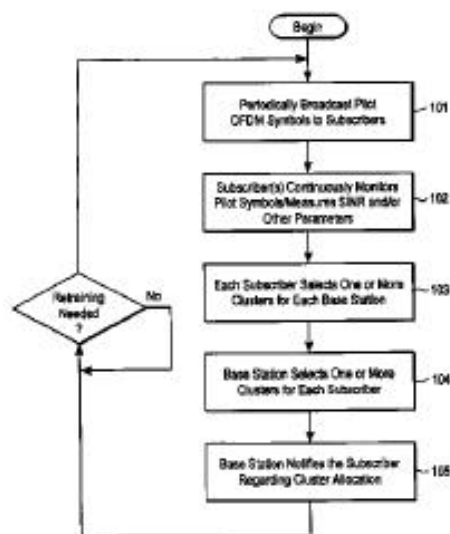 Begin
Periodically Broadcast Pilot
OFDM Symbols to Subscribers
101
Subscriber(s) Continuously Monitors
Pilot Symbols/Measures SINR and/or
Other Parameters
102
Each Subscriber Selects One or More
Clusters for Each Base Station
103
Base Station Selects One or More
Clusters for Each Subscriber
104
Base Station Notifies the Subscriber
Regarding Cluster Allocation
105
Retraining
Needed
?
No